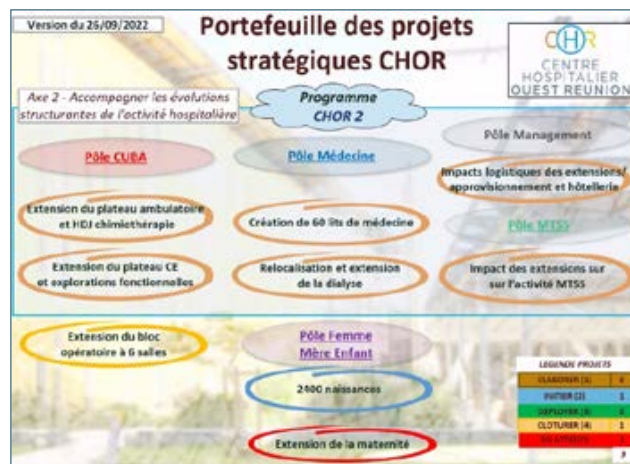 Version du 26/09/2022
Portefeuille des projets
stratégiques CHOR
CHOR
CENTRE
HOSPITALIER
OUEST REUNION
Axe 2 - Accompagner les évolutions
structurantes de l'activité hospitalière
Programme
CHOR 2
Pôle CUBA
Pôle Médecine
Pôle Management
Impacts logistiques des extensions/
approvisionnement et hôtellerie
Extension du plateau ambulatoire
et HDJ chimiothérapie
Création de 60 lits de médecine
Pôle MTSS
Extension du plateau CE
et explorations fonctionnelles
Relocalisation et extension
de la dialyse
Impact des extensions sur
sur l'activité MTSS
Extension du bloc
opératoire à 6 salles
Pôle Femme
Mère Enfant
2400 naissances
Extension de la maternité
LEGENDE PROJETS
ELABORER (1)
INITIER (2)
DEPLOYER (3)
CLOTURER (4)
1
9